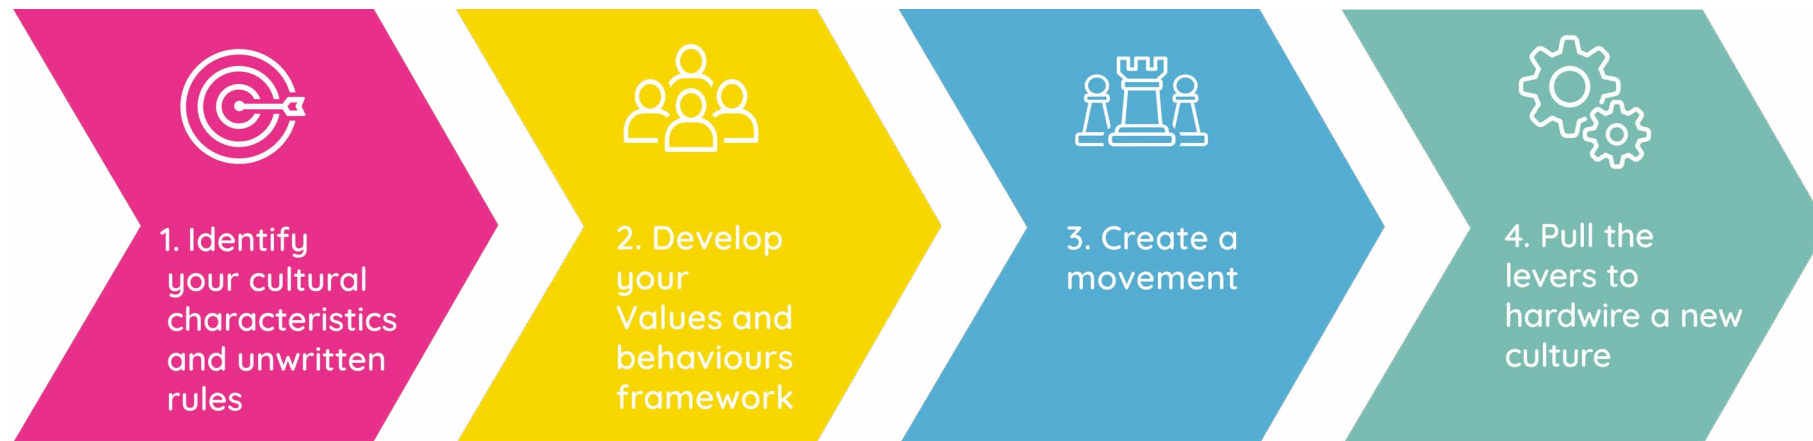 1. Identify
your cultural
characteristics
and unwritten
rules
2. Develop
your
Values and
behaviours
framework
3. Create a
movement
4. Pull the
levers to
hardwire a new
culture